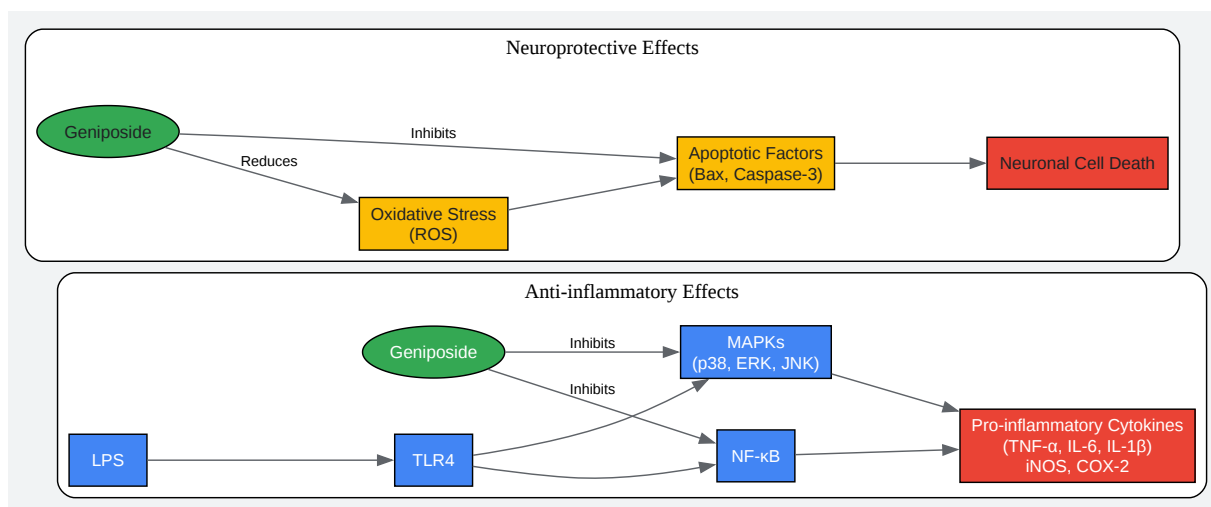 Neuroprotective Effects
Geniposide
Inhibits
Reduces
Apoptotic Factors
(Bax, Caspase-3)
Neuronal Cell Death
Oxidative Stress
(ROS)
Anti-inflammatory Effects
Geniposide
Inhibits
Inhibits
MAPKs
(p38, ERK, JNK)
LPS
TLR4
NF-κB
Pro-inflammatory Cytokines
(TNF-α, IL-6, IL-1β)
iNOS, COX-2